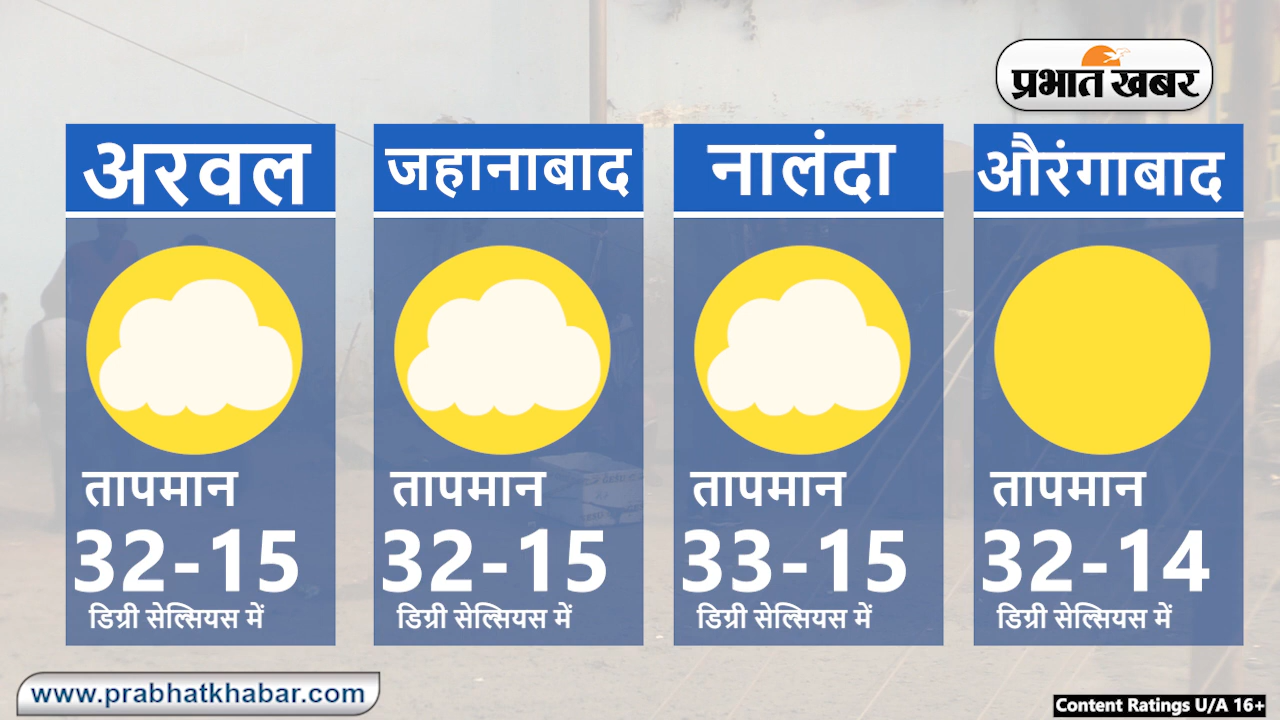 प्रभात खबर
अरवल
तापमान
32-15
डिग्री सेल्सियस में
जहानाबाद
तापमान
32-15
डिग्री सेल्सियस में
नालंदा
तापमान
33-15
डिग्री सेल्सियस में
औरंगाबाद
तापमान
32-14
डिग्री सेल्सियस में
www.prabhatkhabar.com
Content Ratings U/A 16+